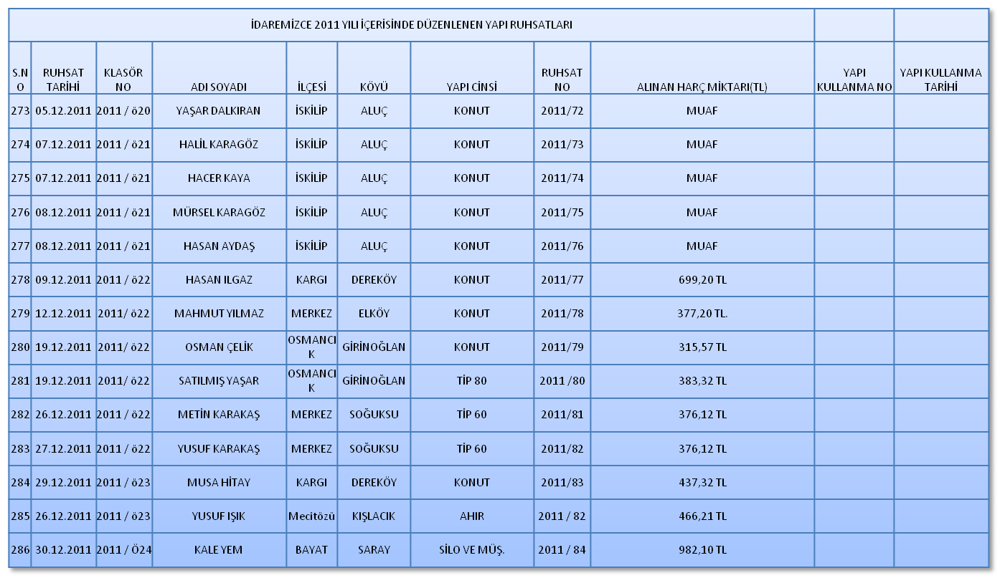 İDAREMİZCE 2011 YILI İÇERİSİNDE DÜZENLENEN YAPI RUHSATLARI
S.NO RUHSAT TARİHİ KLASÖR NO ADI SOYADI İLÇESİ KÖYÜ YAPI CİNSİ RUHSAT NO ALINAN HARÇ MİKTARI(TL) YAPI KULLANMA NO YAPI KULLANMA TARİHİ
273 05.12.2011 2011 / ö20 YAŞAR DALKIRAN İSKİLİP ALUÇ KONUT 2011/72 MUAF
274 07.12.2011 2011 / ö21 HALİL KARAGÖZ İSKİLİP ALUÇ KONUT 2011/73 MUAF
275 07.12.2011 2011 / ö21 HACER KAYA İSKİLİP ALUÇ KONUT 2011/74 MUAF
276 08.12.2011 2011 / ö21 MÜRSEL KARAGÖZ İSKİLİP ALUÇ KONUT 2011/75 MUAF
277 08.12.2011 2011 / ö21 HASAN AYDAŞ İSKİLİP ALUÇ KONUT 2011/76 MUAF
278 09.12.2011 2011 / ö22 HASAN ILGAZ KARGI DEREKÖY KONUT 2011/77 699,20 TL
279 12.12.2011 2011/ ö22 MAHMUT YILMAZ MERKEZ ELKÖY KONUT 2011/78 377,20 TL.
280 19.12.2011 2011/ ö22 OSMAN ÇELİK OSMANCIK GİRİNOĞLAN KONUT 2011/79 315,57 TL
281 19.12.2011 2011/ ö22 SATILMIŞ YAŞAR OSMANCIK GİRİNOĞLAN TİP 80 2011 /80 383,32 TL
282 26.12.2011 2011 / ö22 METİN KARAKAŞ MERKEZ SOĞUKSU TİP 60 2011/81 376,12 TL
283 27.12.2011 2011/ ö22 YUSUF KARAKAŞ MERKEZ SOĞUKSU TİP 60 2011/82 376,12 TL
284 29.12.2011 2011 / ö23 MUSA HİTAY KARGI DEREKÖY KONUT 2011/83 437,32 TL
285 26.12.2011 2011 / ö23 YUSUF IŞIK Mecitözü KIŞLACIK AHIR 2011 / 82 466,21 TL
286 30.12.2011 2011 / Ö24 KALE YEM BAYAT SARAY SİLO VE MÜŞ. 2011 / 84 982,10 TL